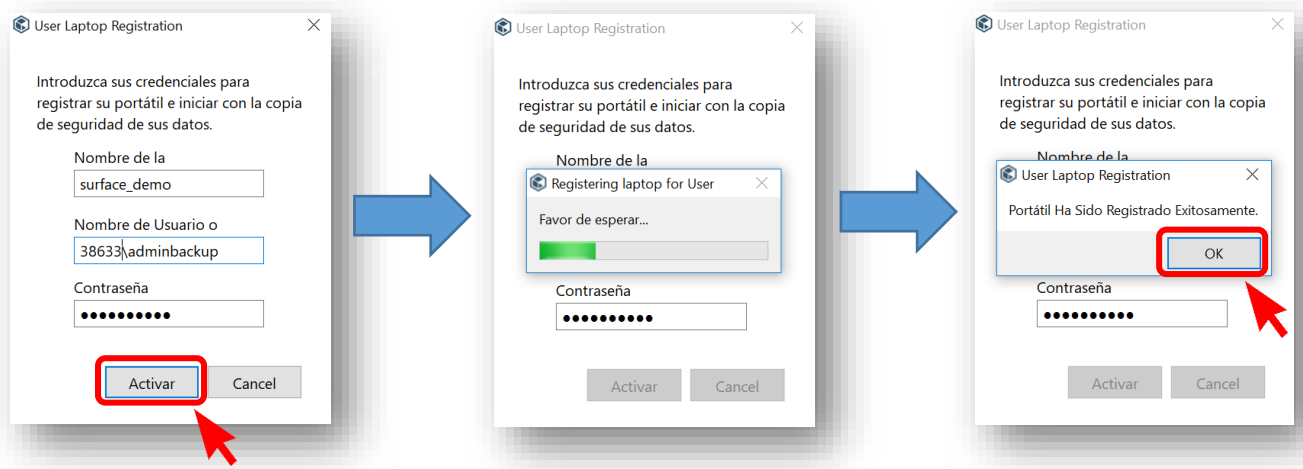 User Laptop Registration
Introduzca sus credenciales para
registrar su portátil e iniciar con la copia
de seguridad de sus datos.
Nombre de la
surface_demo
Nombre de Usuario o
38633\adminbackup
Contraseña
●●●●●●●●●●
Activar
Cancel
User Laptop Registration
Introduzca sus credenciales para
registrar su portátil e iniciar con la copia
de seguridad de sus datos.
Nombre de la
Registering laptop for User
Favor de esperar...
Contraseña
●●●●●●●●●●
Activar
Cancel
User Laptop Registration
Introduzca sus credenciales para
registrar su portátil e iniciar con la copia
de seguridad de sus datos.
Nombre de la
User Laptop Registration
Portátil Ha Sido Registrado Exitosamente.
OK
Contraseña
●●●●●●●●●●
Activar
Cancel